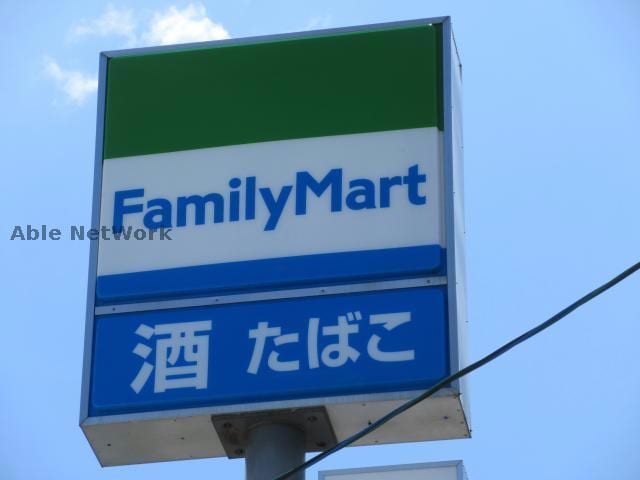 FamilyMart
Able NetWork
酒 たばこ